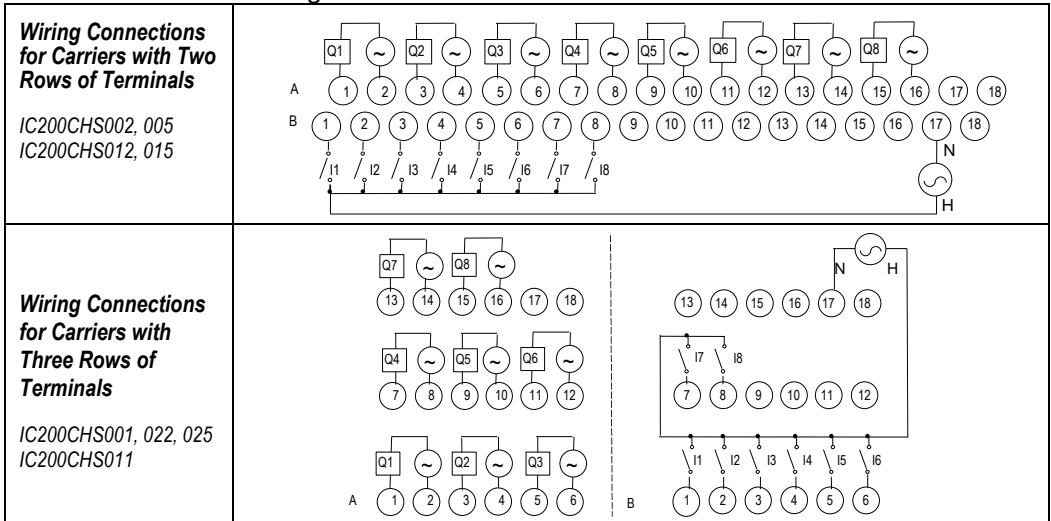 Wiring Connections
for Carriers with Two
Rows of Terminals
IC200CHS002, 005
IC200CHS012, 015
Q1 ~ Q2 ~ Q3 ~ Q4 ~ Q5 ~ Q6 ~ Q7 ~ Q8 ~
A 1 2 3 4 5 6 7 8 9 10 11 12 13 14 15 16 17 18
B 1 2 3 4 5 6 7 8 9 10 11 12 13 14 15 16 17 18
N
I1 I2 I3 I4 I5 I6 I7 I8
H
Wiring Connections
for Carriers with
Three Rows of
Terminals
IC200CHS001, 022, 025
IC200CHS011
Q7 ~ Q8 ~
13 14 15 16 17 18
Q4 ~ Q5 ~ Q6 ~
7 8 9 10 11 12
Q1 ~ Q2 ~ Q3 ~
A 1 2 3 4 5 6
N H
13 14 15 16 17 18
I7 I8
7 8 9 10 11 12
I1 I2 I3 I4 I5 I6
B 1 2 3 4 5 6